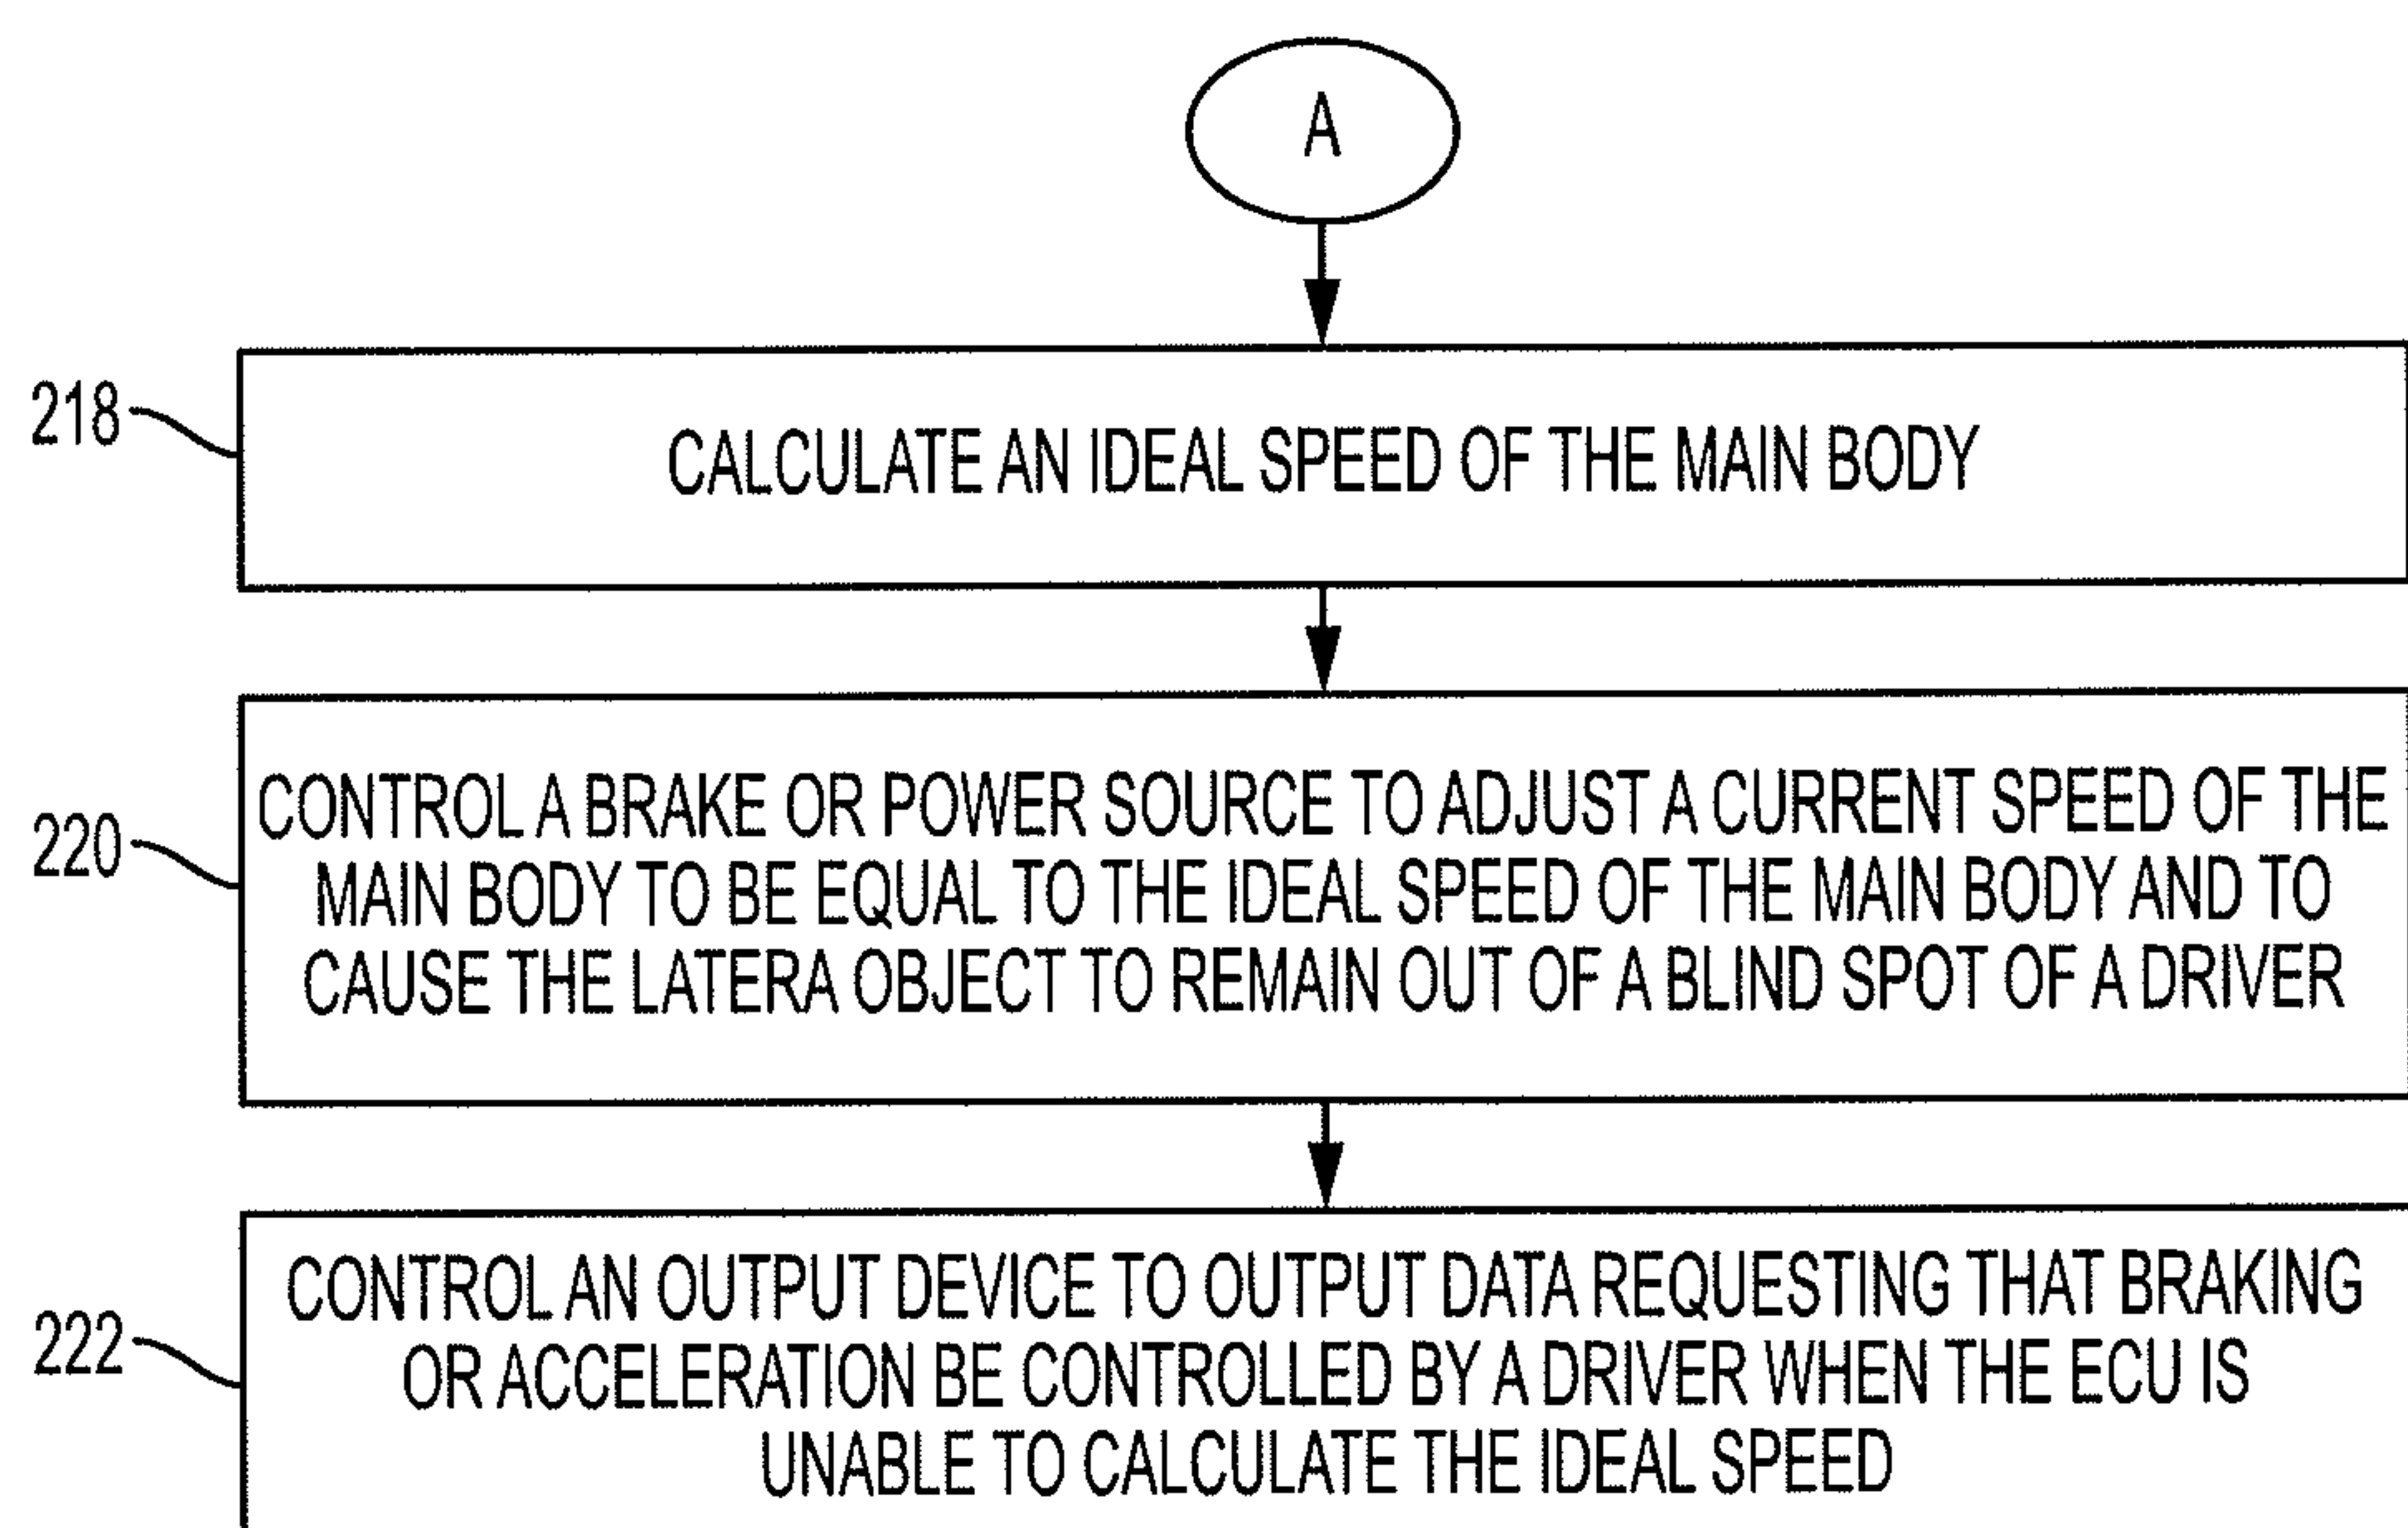 A
218
CALCULATE AN IDEAL SPEED OF THE MAIN BODY
220
CONTROL A BRAKE OR POWER SOURCE TO ADJUST A CURRENT SPEED OF THE
MAIN BODY TO BE EQUAL TO THE IDEAL SPEED OF THE MAIN BODY AND TO
CAUSE THE LATERA OBJECT TO REMAIN OUT OF A BLIND SPOT OF A DRIVER
222
CONTROL AN OUTPUT DEVICE TO OUTPUT DATA REQUESTING THAT BRAKING
OR ACCELERATION BE CONTROLLED BY A DRIVER WHEN THE ECU IS
UNABLE TO CALCULATE THE IDEAL SPEED